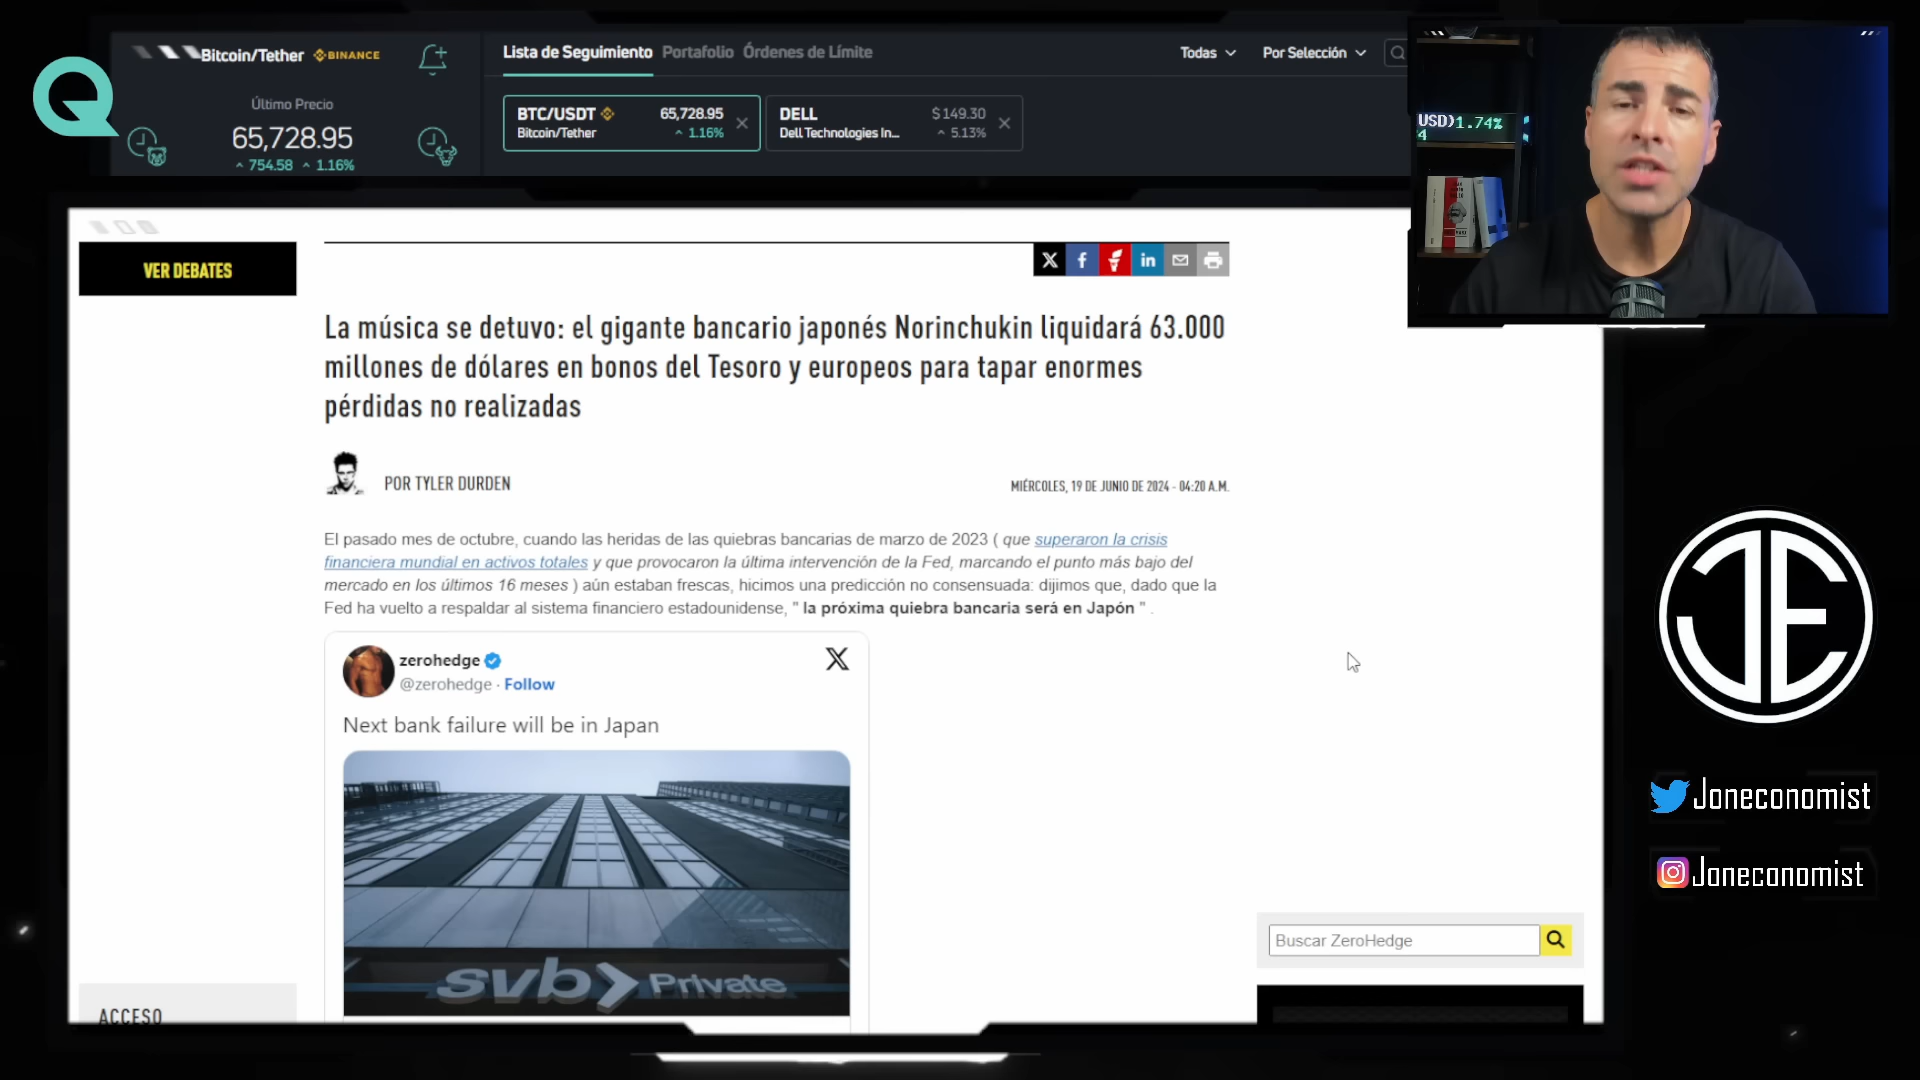 Bitcoin/Tether BINANCE
Último Precio
65,728.95
754.58 1.16%
Lista de Seguimiento Portafolio Órdenes de Límite
Todas Por Selección
BTC/USDT 65,728.95
Bitcoin/Tether 1.16%
DELL $149.30
Dell Technologies In... 5.13%
USD)1.74%
4
VER DEBATES
La música se detuvo: el gigante bancario japonés Norinchukin liquidará 63.000
millones de dólares en bonos del Tesoro y europeos para tapar enormes
pérdidas no realizadas
POR TYLER DURDEN
MIÉRCOLES, 19 DE JUNIO DE 2024 - 04:20 A.M.
El pasado mes de octubre, cuando las heridas de las quiebras bancarias de marzo de 2023 ( que superaron la crisis
financiera mundial en activos totales y que provocaron la última intervención de la Fed, marcando el punto más bajo del
mercado en los últimos 16 meses ) aún estaban frescas, hicimos una predicción no consensuada: dijimos que, dado que la
Fed ha vuelto a respaldar al sistema financiero estadounidense, " la próxima quiebra bancaria será en Japón " .
zerohedge
@zerohedge · Follow
Next bank failure will be in Japan
svb> Private
ACCESO
Buscar ZeroHedge
JE
Joneconomist
Joneconomist